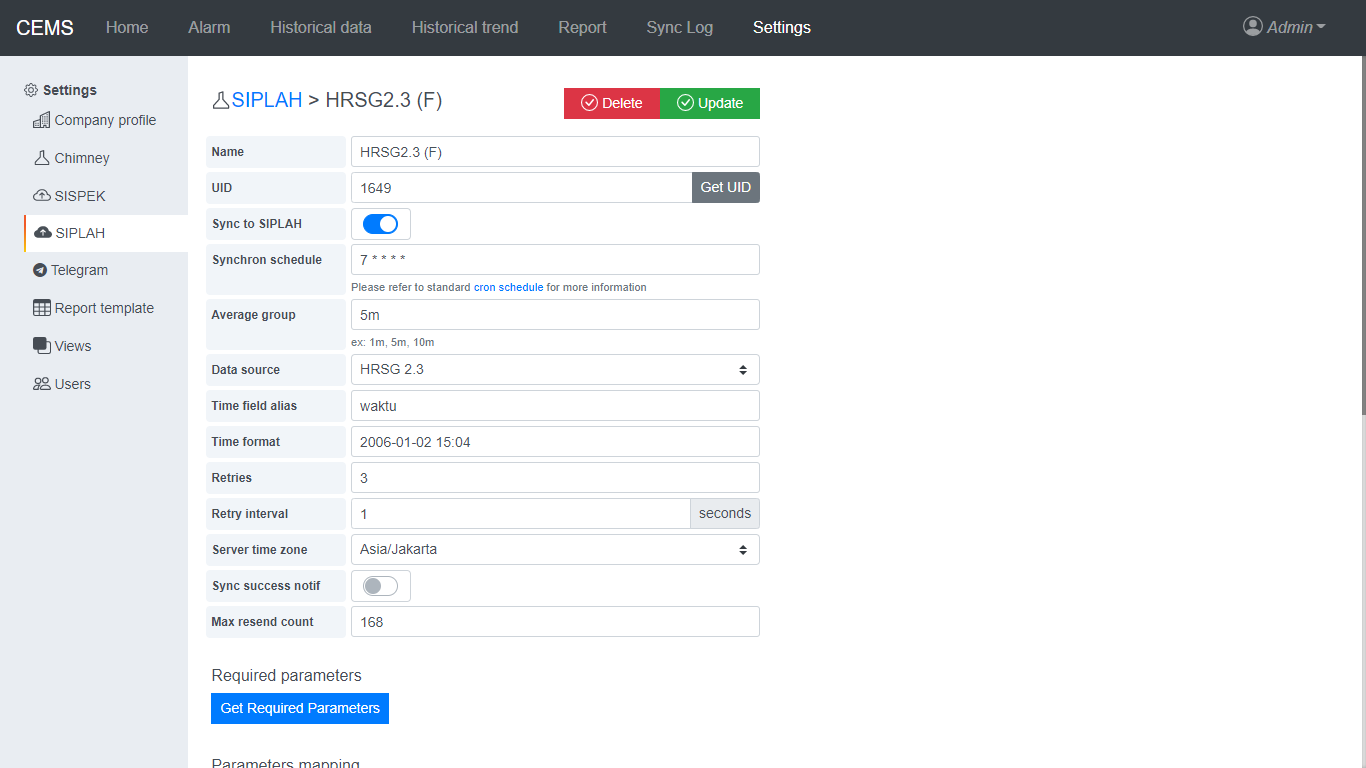 CEMS Home Alarm Historical data Historical trend Report Sync Log Settings Admin
Settings
Company profile
Chimney
SISPEK
SIPLAH
Telegram
Report template
Views
Users
SIPLAH > HRSG2.3 (F)
Delete Update
Name HRSG2.3 (F)
UID 1649 Get UID
Sync to SIPLAH
Synchron schedule 7 * * * *
Please refer to standard cron schedule for more information
Average group 5m
ex: 1m, 5m, 10m
Data source HRSG 2.3
Time field alias waktu
Time format 2006-01-02 15:04
Retries 3
Retry interval 1 seconds
Server time zone Asia/Jakarta
Sync success notif
Max resend count 168
Required parameters
Get Required Parameters
Parameters mapping